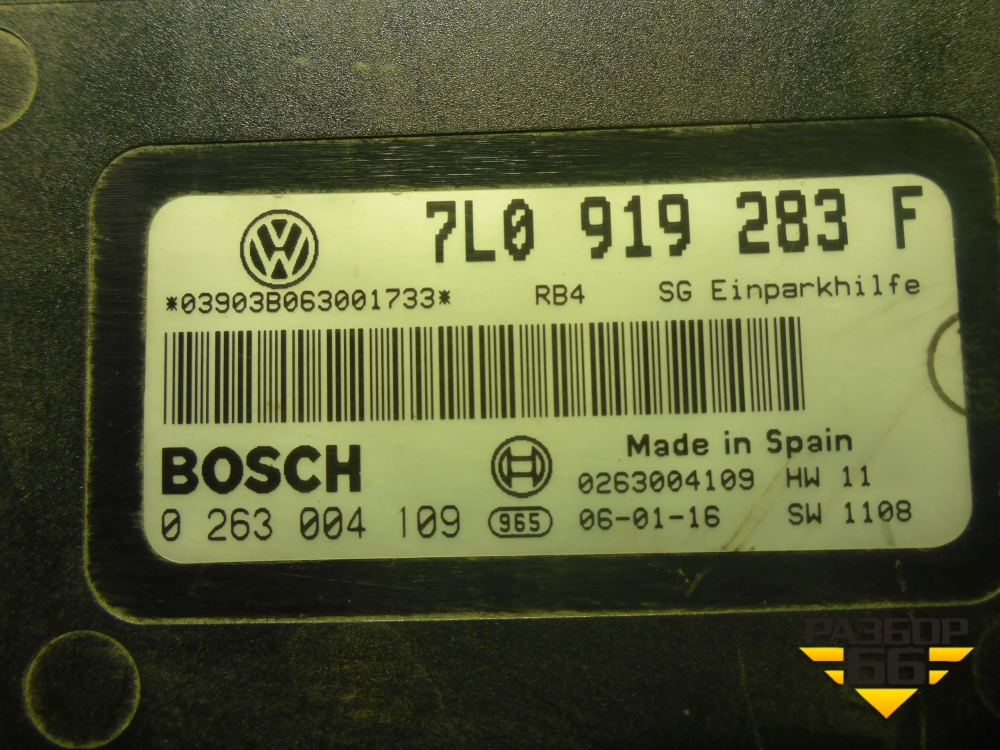 7L0 919 283 F
*03903B063001733* RB4 SG Einparkhilfe
BOSCH
Made in Spain
0263004109 HW 11
0 263 004 109 965 06-01-16 SW 1108
РАЗБОР
66